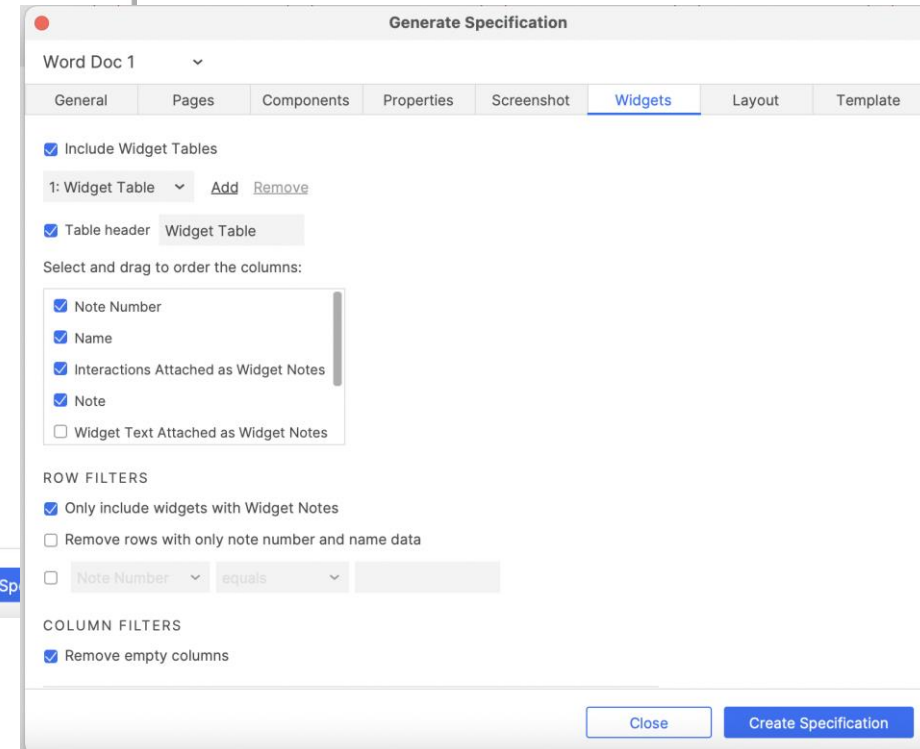 Generate Specification
Word Doc 1
General Pages Components Properties Screenshot Widgets Layout Template
Include Widget Tables
1: Widget Table Add Remove
Table header Widget Table
Select and drag to order the columns:
Note Number
Name
Interactions Attached as Widget Notes
Note
Widget Text Attached as Widget Notes
ROW FILTERS
Only include widgets with Widget Notes
Remove rows with only note number and name data
Note Number equals
Sp
COLUMN FILTERS
Remove empty columns
Close Create Specification